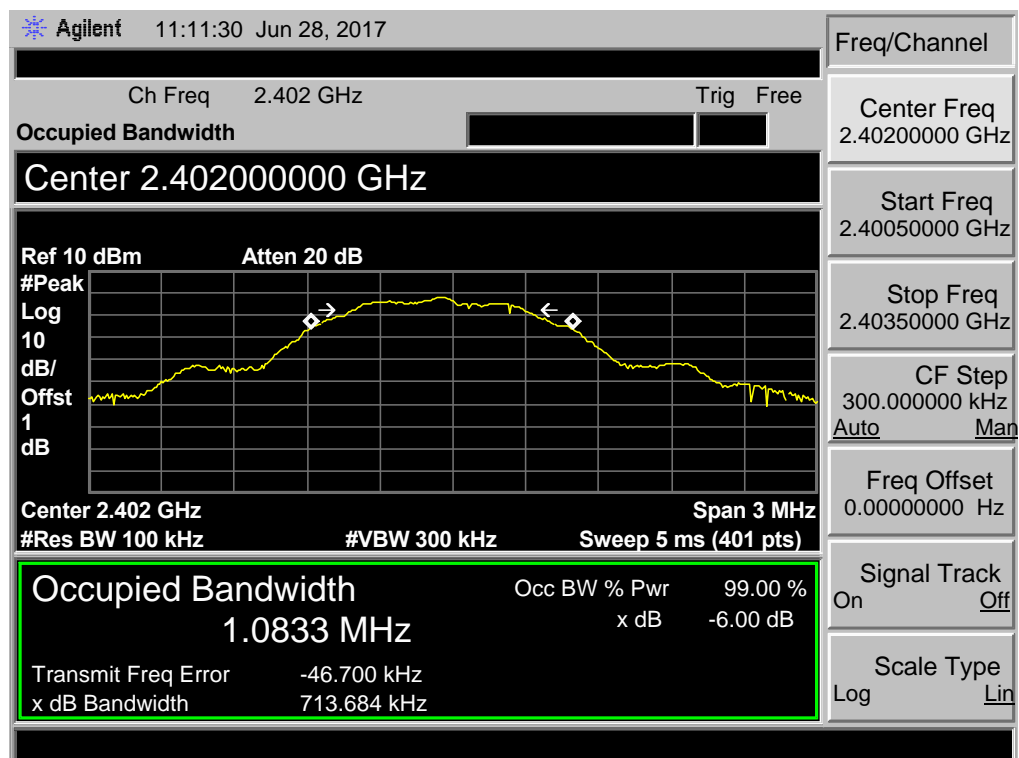 Agilent 11:11:30 Jun 28, 2017
Freq/Channel
Ch Freq 2.402 GHz Trig Free
Occupied Bandwidth
Center 2.402000000 GHz
Ref 10 dBm Atten 20 dB
#Peak
Log
10
dB/
Offst
1
dB
Center 2.402 GHz Span 3 MHz
#Res BW 100 kHz #VBW 300 kHz Sweep 5 ms (401 pts)
Occupied Bandwidth Occ BW % Pwr 99.00 %
1.0833 MHz x dB -6.00 dB
Transmit Freq Error -46.700 kHz
x dB Bandwidth 713.684 kHz
Center Freq
2.40200000 GHz
Start Freq
2.40050000 GHz
Stop Freq
2.40350000 GHz
CF Step
300.000000 kHz
Auto Man
Freq Offset
0.00000000 Hz
Signal Track
On Off
Scale Type
Log Lin